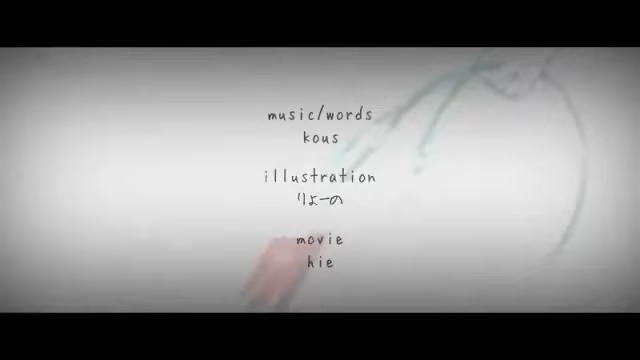 music/words
kous
illustration
りょーの
movie
hie